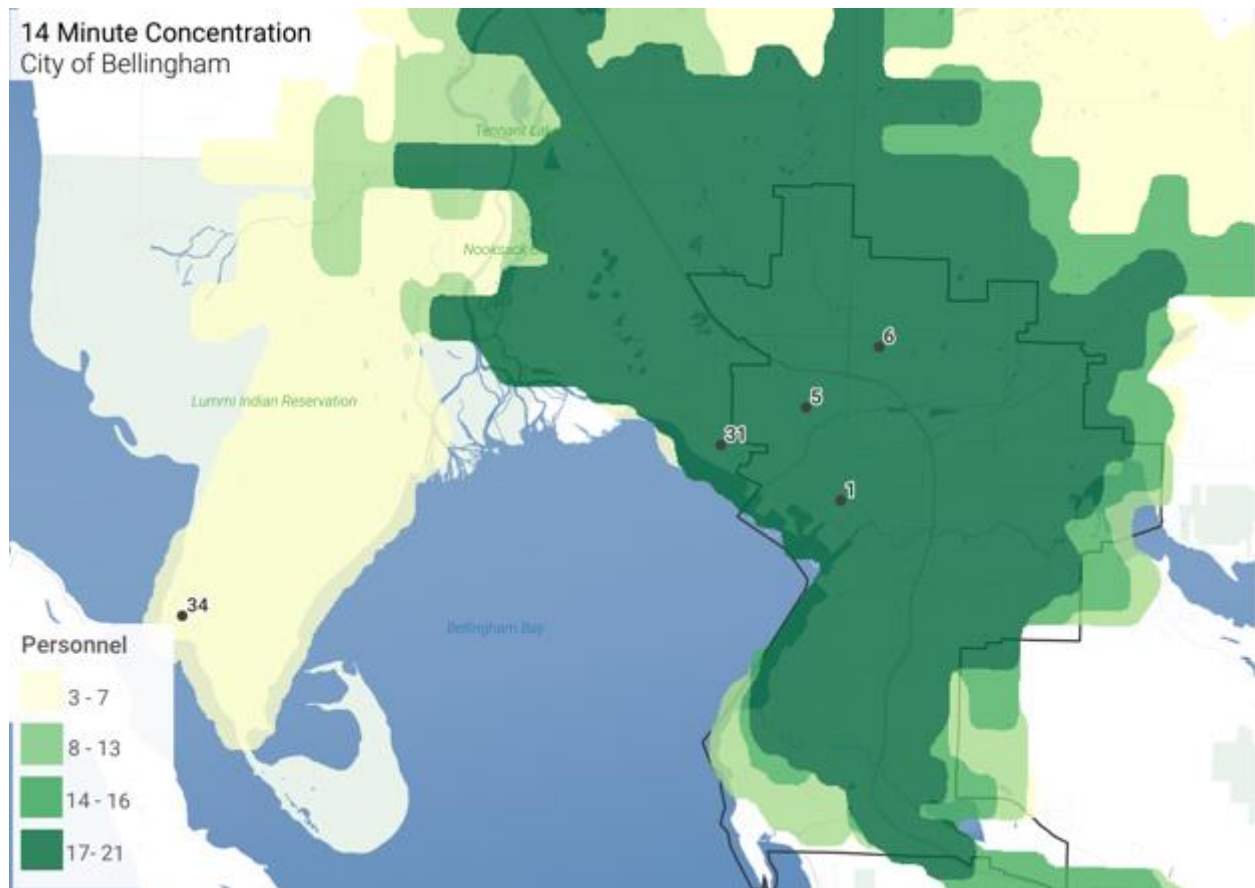 14 Minute Concentration
City of Bellingham
Tennant
Nooksack
6
5
Lummi Indian Reservation
31
1
34
Bellingham Bay
Personnel
3 - 7
8 - 13
14 - 16
17- 21